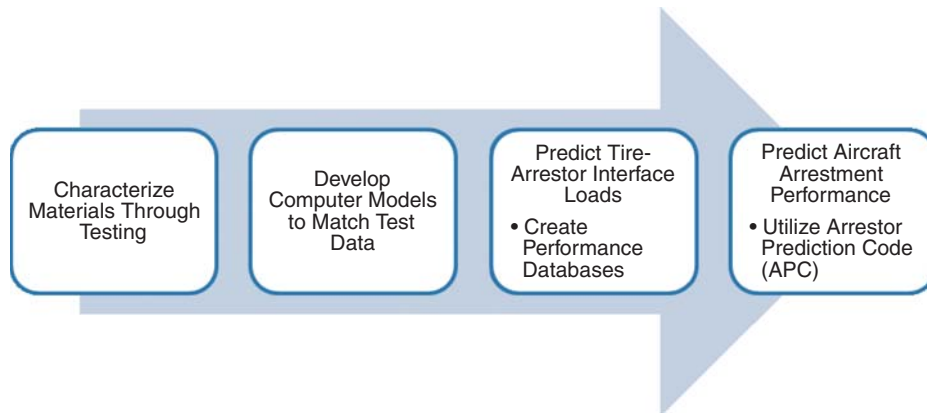 Characterize
Materials Through
Testing
Develop
Computer Models
to Match Test
Data
Predict Tire-
Arrestor Interface
Loads
• Create
Performance
Databases
Predict Aircraft
Arrestment
Performance
• Utilize Arrestor
Prediction Code
(APC)